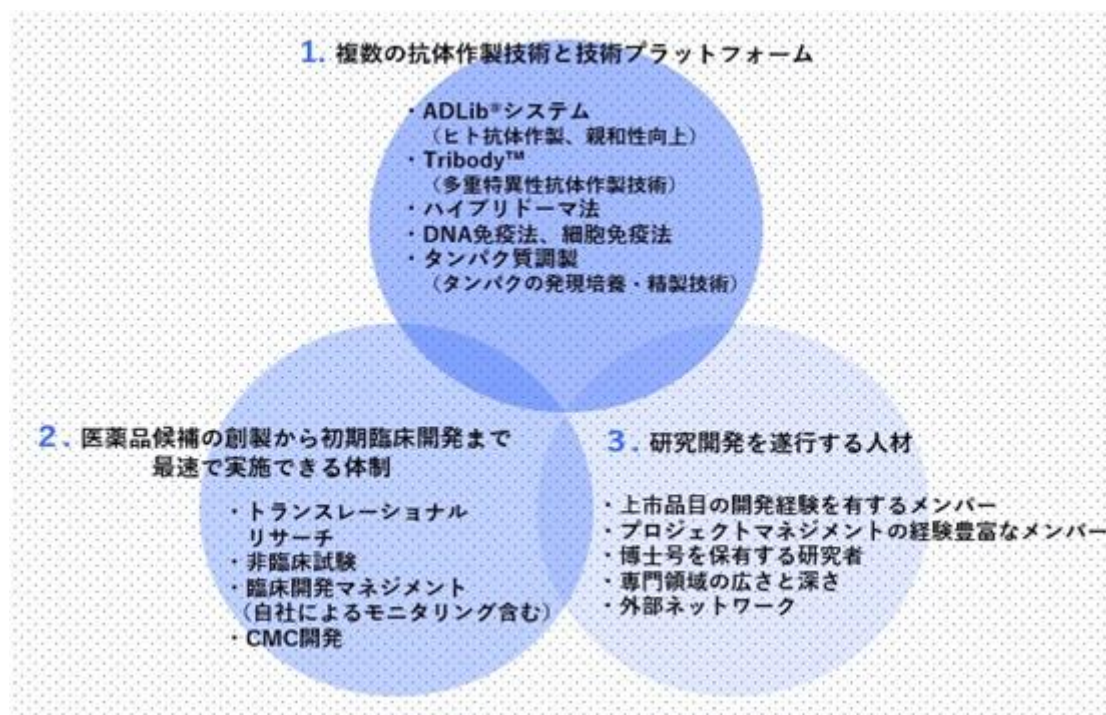 1. 複数の抗体作製技術と技術プラットフォーム
・ADLib®システム
（ヒト抗体作製、親和性向上）
・Tribody™
（多重特異性抗体作製技術）
・ハイブリドーマ法
・DNA免疫法、細胞免疫法
・タンパク質調製
（タンパクの発現培養・精製技術）
2. 医薬品候補の創製から初期臨床開発まで
最速で実施できる体制
・トランスレーショナル
リサーチ
・非臨床試験
・臨床開発マネジメント
（自社によるモニタリング含む）
・CMC開発
3. 研究開発を遂行する人材
・上市品目の開発経験を有するメンバー
・プロジェクトマネジメントの経験豊富なメンバー
・博士号を保有する研究者
・専門領域の広さと深さ
・外部ネットワーク